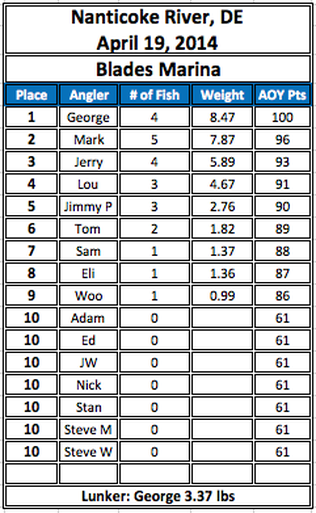 Nanticoke River, DE
April 19, 2014
Blades Marina
Place Angler # of Fish Weight AOY Pts
1 George 4 8.47 100
2 Mark 5 7.87 96
3 Jerry 4 5.89 93
4 Lou 3 4.67 91
5 Jimmy P 3 2.76 90
6 Tom 2 1.82 89
7 Sam 1 1.37 88
8 Eli 1 1.36 87
9 Woo 1 0.99 86
10 Adam 0 61
10 Ed 0 61
10 JW 0 61
10 Nick 0 61
10 Stan 0 61
10 Steve M 0 61
10 Steve W 0 61
Lunker: George 3.37 lbs